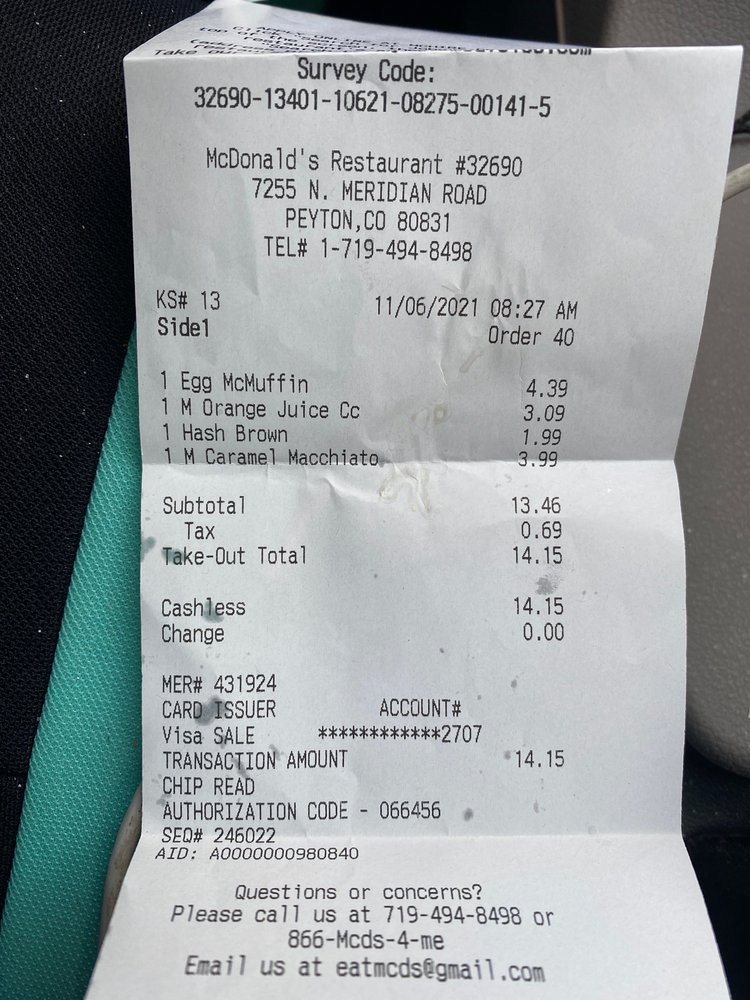 Survey Code:
32690-13401-10621-08275-00141-5
McDonald's Restaurant #32690
7255 N. MERIDIAN ROAD
PEYTON,CO 80831
TEL# 1-719-494-8498
KS# 13 11/06/2021 08:27 AM
Side1 Order 40
1 Egg McMuffin 4.39
1 M Orange Juice Cc 3.09
1 Hash Brown 1.99
1 M Caramel Macchiato 3.99
Subtotal 13.46
Tax 0.69
Take-Out Total 14.15
Cashless 14.15
Change 0.00
MER# 431924
CARD ISSUER ACCOUNT#
Visa SALE ************2707
TRANSACTION AMOUNT 14.15
CHIP READ
AUTHORIZATION CODE - 066456
SEQ# 246022
AID: A0000000980840
Questions or concerns?
Please call us at 719-494-8498 or
866-Mcds-4-me
Email us at eatmcds@gmail.com